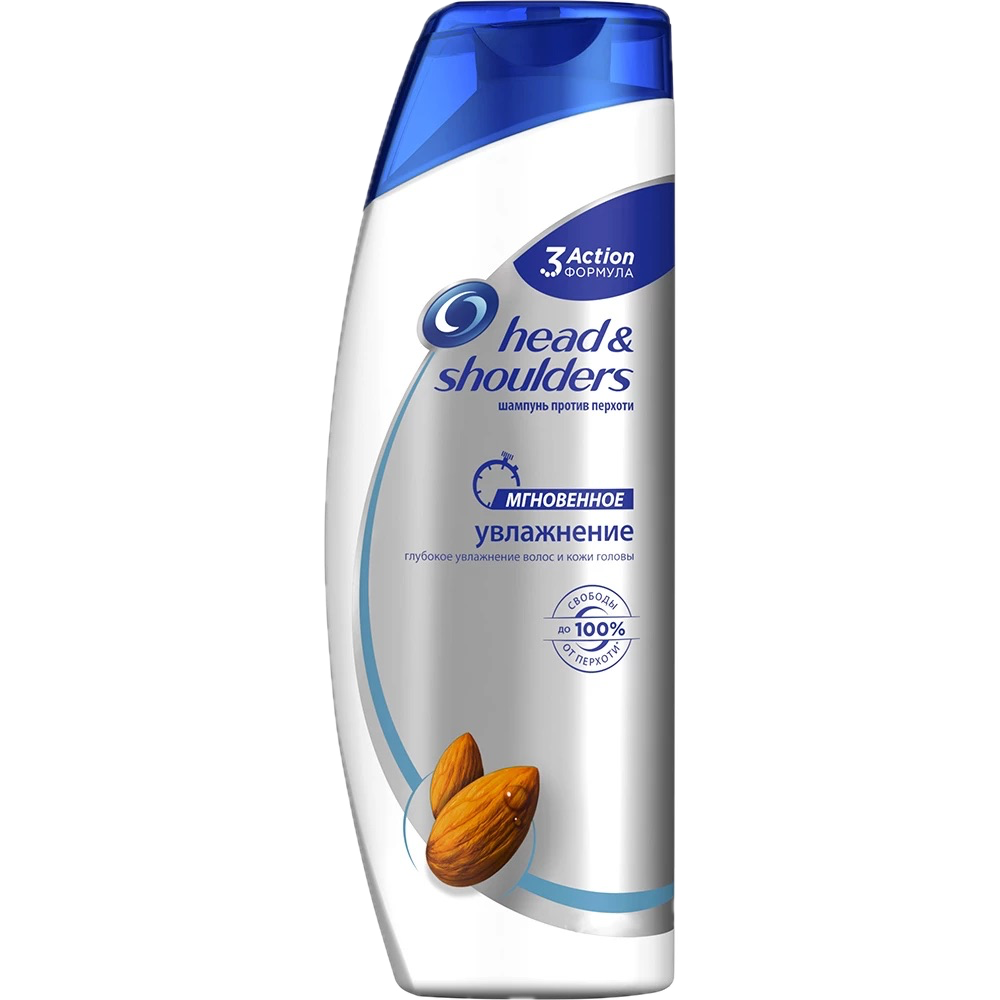 3 Action
ФОРМУЛА
head &
shoulders
шампунь против перхоти
МГНОВЕННОЕ
увлажнение
глубокое увлажнение волос и кожи головы
СВОБОДЫ
ДО 100%
ОТ ПЕРХОТИ*